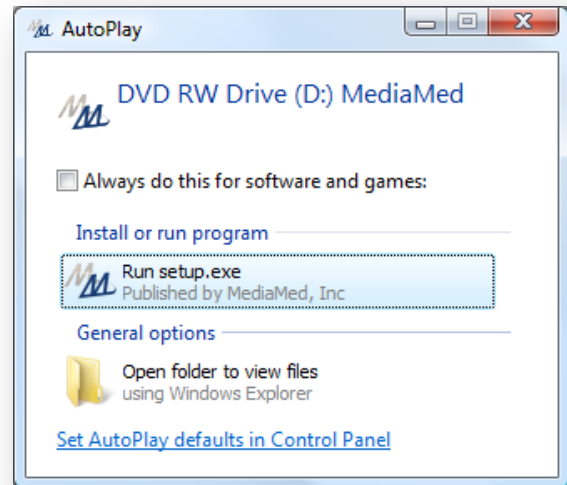 AutoPlay
DVD RW Drive (D:) MediaMed
Always do this for software and games:
Install or run program
Run setup.exe
Published by MediaMed, Inc
General options
Open folder to view files
using Windows Explorer
Set AutoPlay defaults in Control Panel